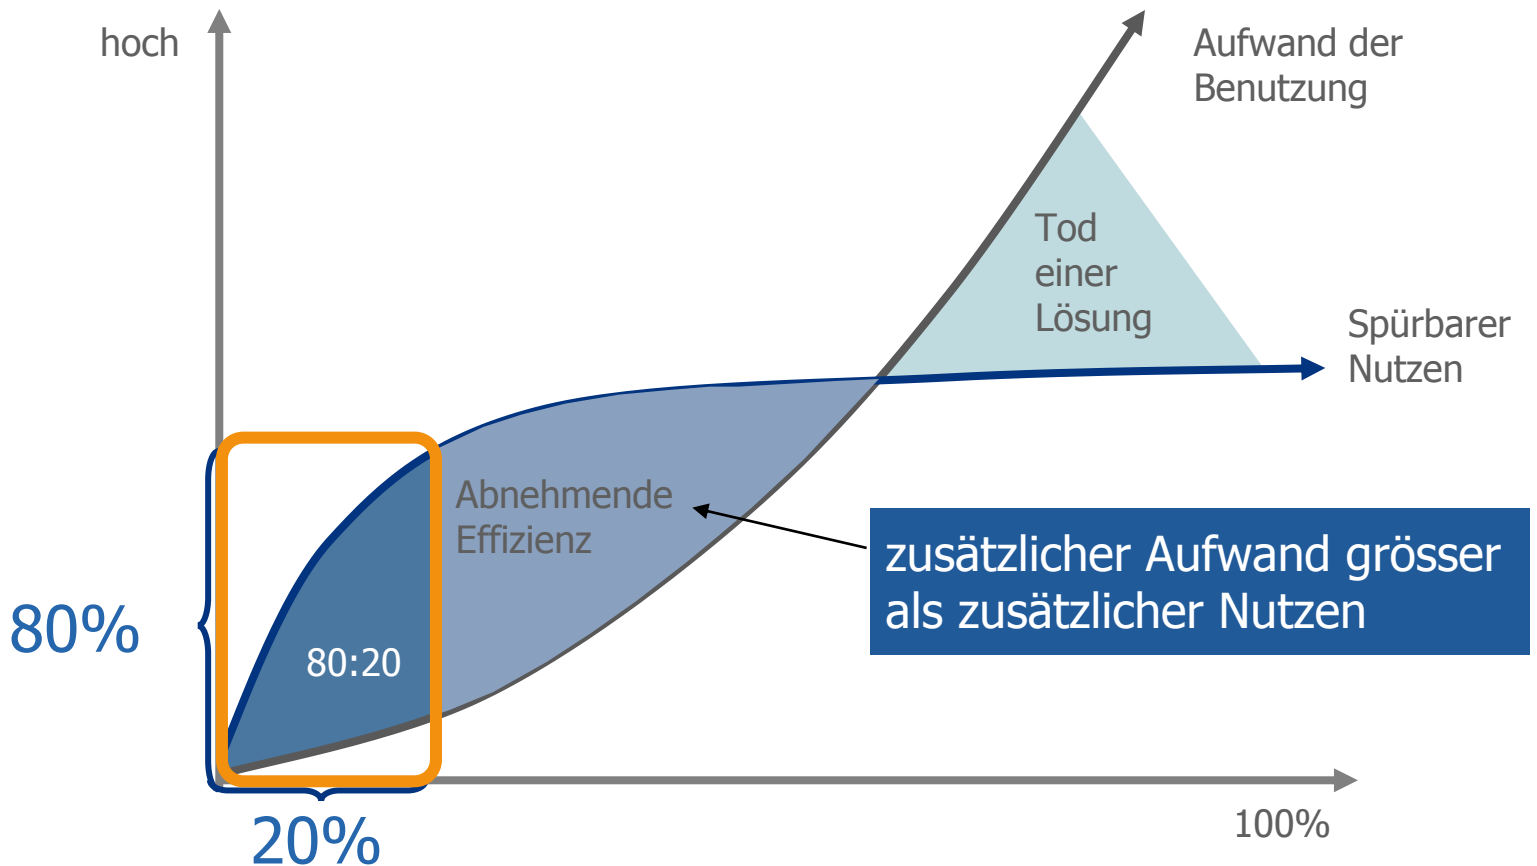 hoch
Aufwand der
Benutzung
Tod
einer
Lösung
Spürbarer
Nutzen
Abnehmende
Effizienz
zusätzlicher Aufwand grösser
als zusätzlicher Nutzen
80%
80:20
20%
100%